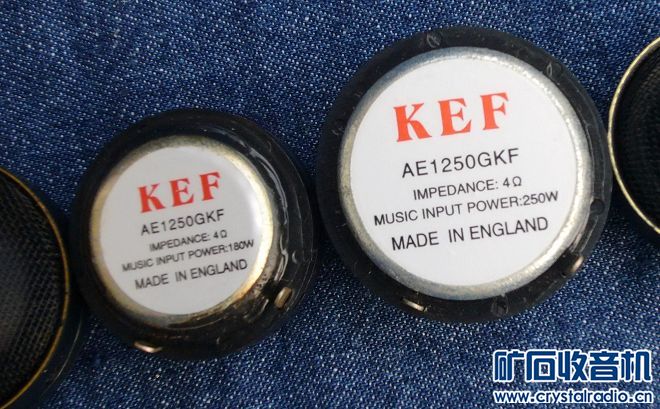 KEF
AE1250GKF
IMPEDANCE: 4Ω
MUSIC INPUT POWER:180W
MADE IN ENGLAND
KEF
AE1250GKF
IMPEDANCE: 4Ω
MUSIC INPUT POWER:250W
MADE IN ENGLAND
矿石收音机
www.crystalradio.cn